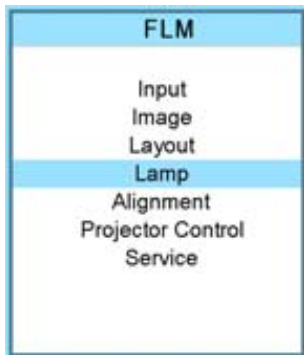 FLM
Input
Image
Layout
Lamp
Alignment
Projector Control
Service